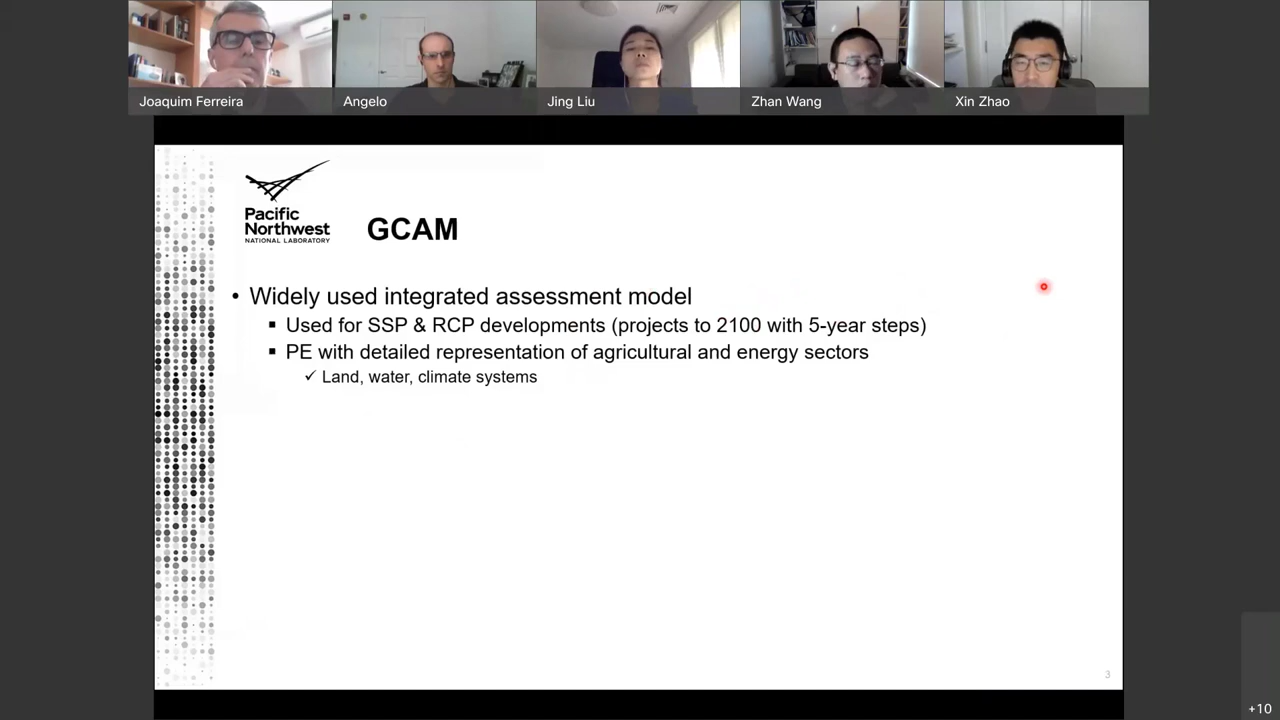 Joaquim Ferreira
Angelo
Jing Liu
Zhan Wang
Xin Zhao
Pacific
Northwest
NATIONAL LABORATORY
GCAM
• Widely used integrated assessment model
▪ Used for SSP & RCP developments (projects to 2100 with 5-year steps)
▪ PE with detailed representation of agricultural and energy sectors
✓ Land, water, climate systems
3
+10